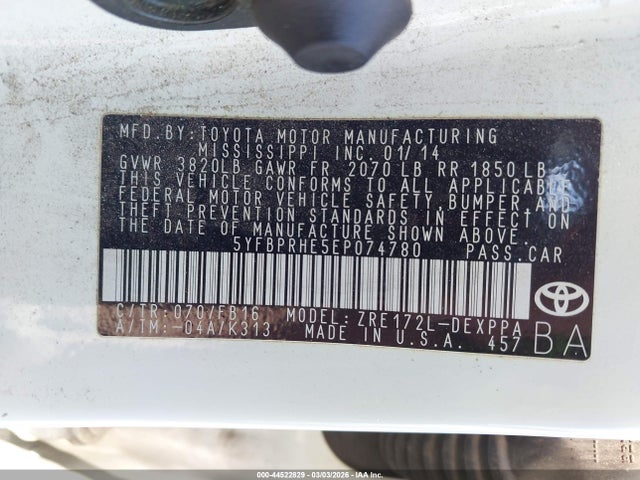 MFD.BY:TOYOTA MOTOR MANUFACTURING
MISSISSIPPI INC. 01/14
GVWR 3820LB GAWR FR 2070 LB RR 1850 LB
THIS VEHICLE CONFORMS TO ALL APPLICABLE
FEDERAL MOTOR VEHICLE SAFETY,BUMPER,AND
THEFT PREVENTION STANDARDS IN EFFECT ON
THE DATE OF MANUFACTURE SHOWN ABOVE.
5YFBPRHE5EP074780 PASS.CAR
C/TR: 070/FB16 MODEL: ZRE172L-DEXPPA
A/TM:-04A/K313 MADE IN U.S.A. 457 BA
000-44522829 - 03/03/2026 - IAA Inc.